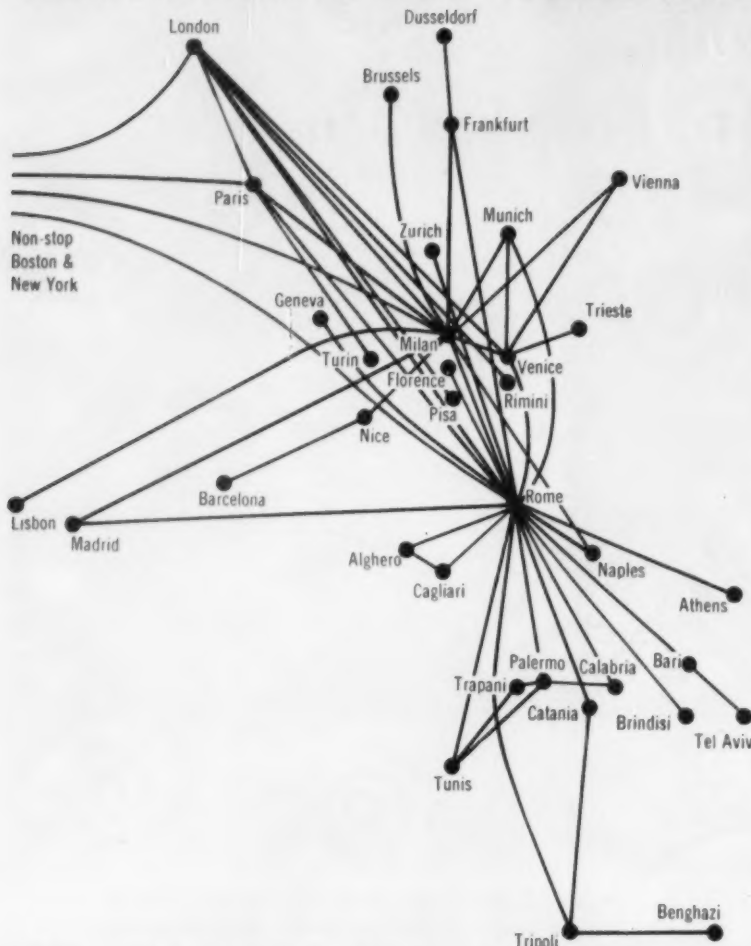 London
Dusseldorf
Brussels
Frankfurt
Paris
Vienna
Munich
Zurich
Non-stop
Boston &
New York
Geneva
Trieste
Milan
Turin
Venice
Florence
Rimini
Pisa
Nice
Barcelona
Rome
Lisbon
Madrid
Alghero
Naples
Cagliari
Athens
Palermo
Calabria
Bari
Trapani
Catania
Brindisi
Tel Aviv
Tunis
Benghazi
Tripoli